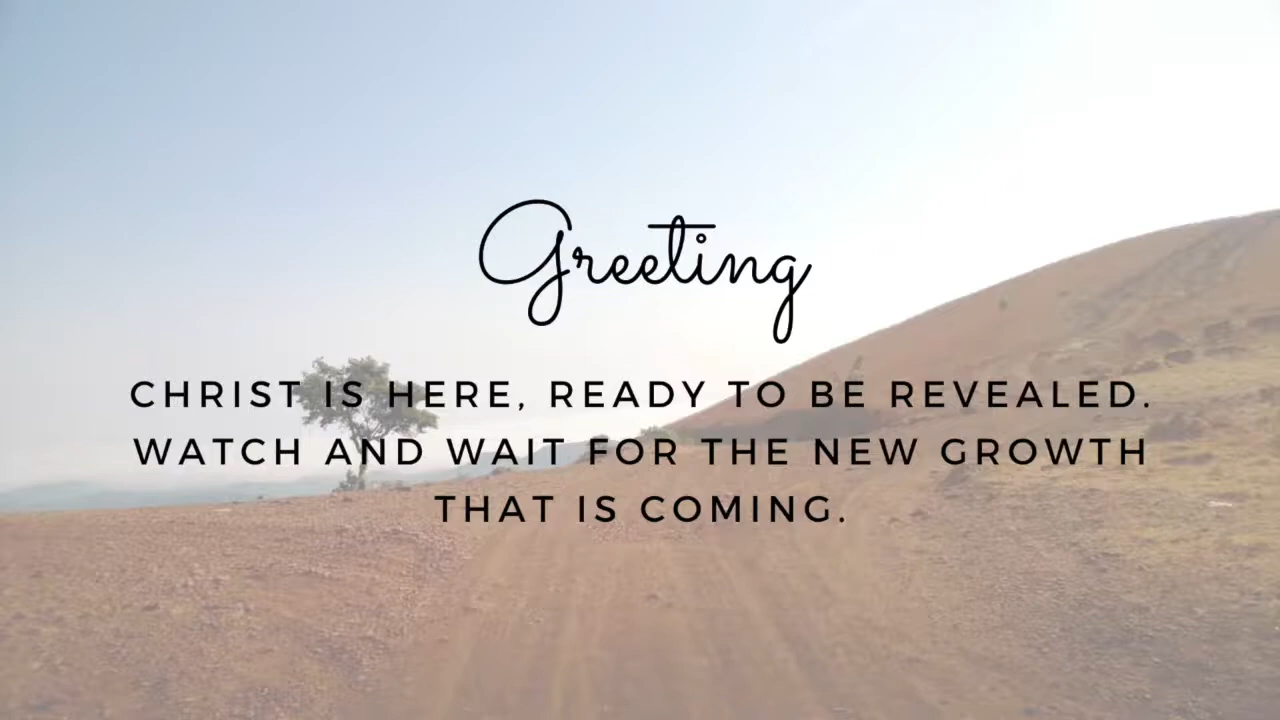 Greeting
CHRIST IS HERE, READY TO BE REVEALED.
WATCH AND WAIT FOR THE NEW GROWTH
THAT IS COMING.